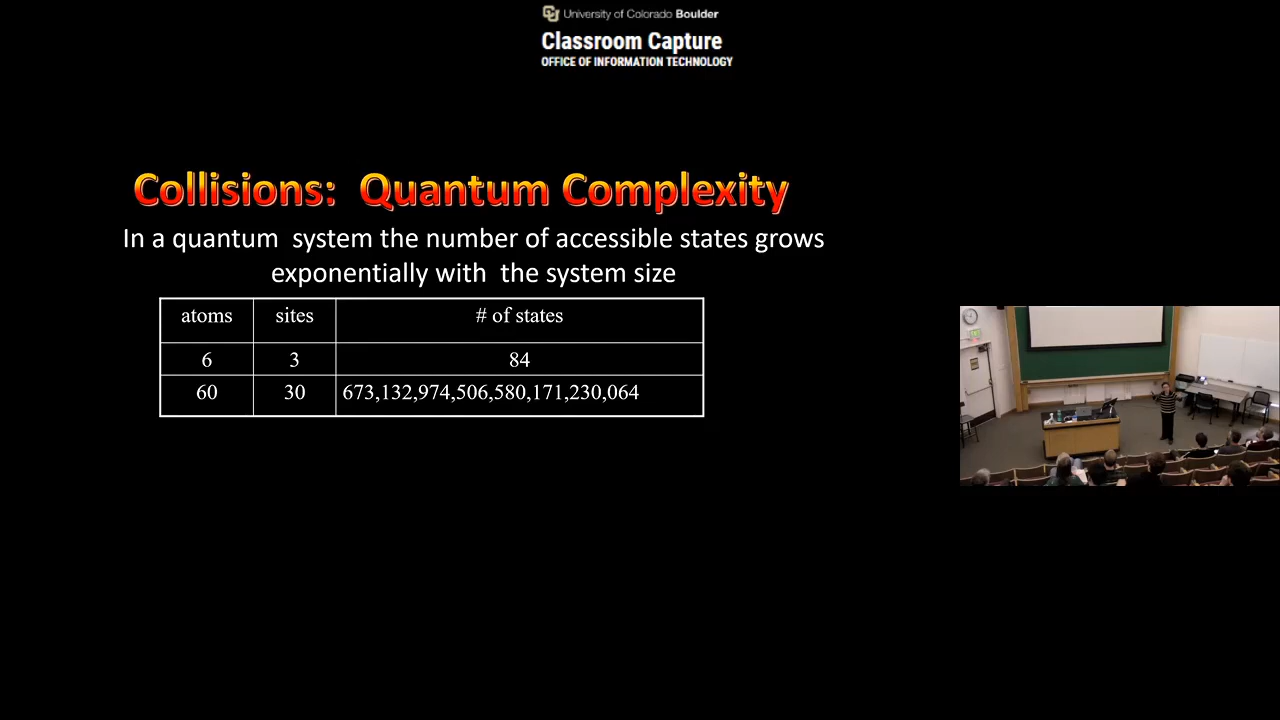 University of Colorado Boulder
Classroom Capture
OFFICE OF INFORMATION TECHNOLOGY
Collisions: Quantum Complexity
In a quantum system the number of accessible states grows
exponentially with the system size
atoms sites # of states
6 3 84
60 30 673,132,974,506,580,171,230,064